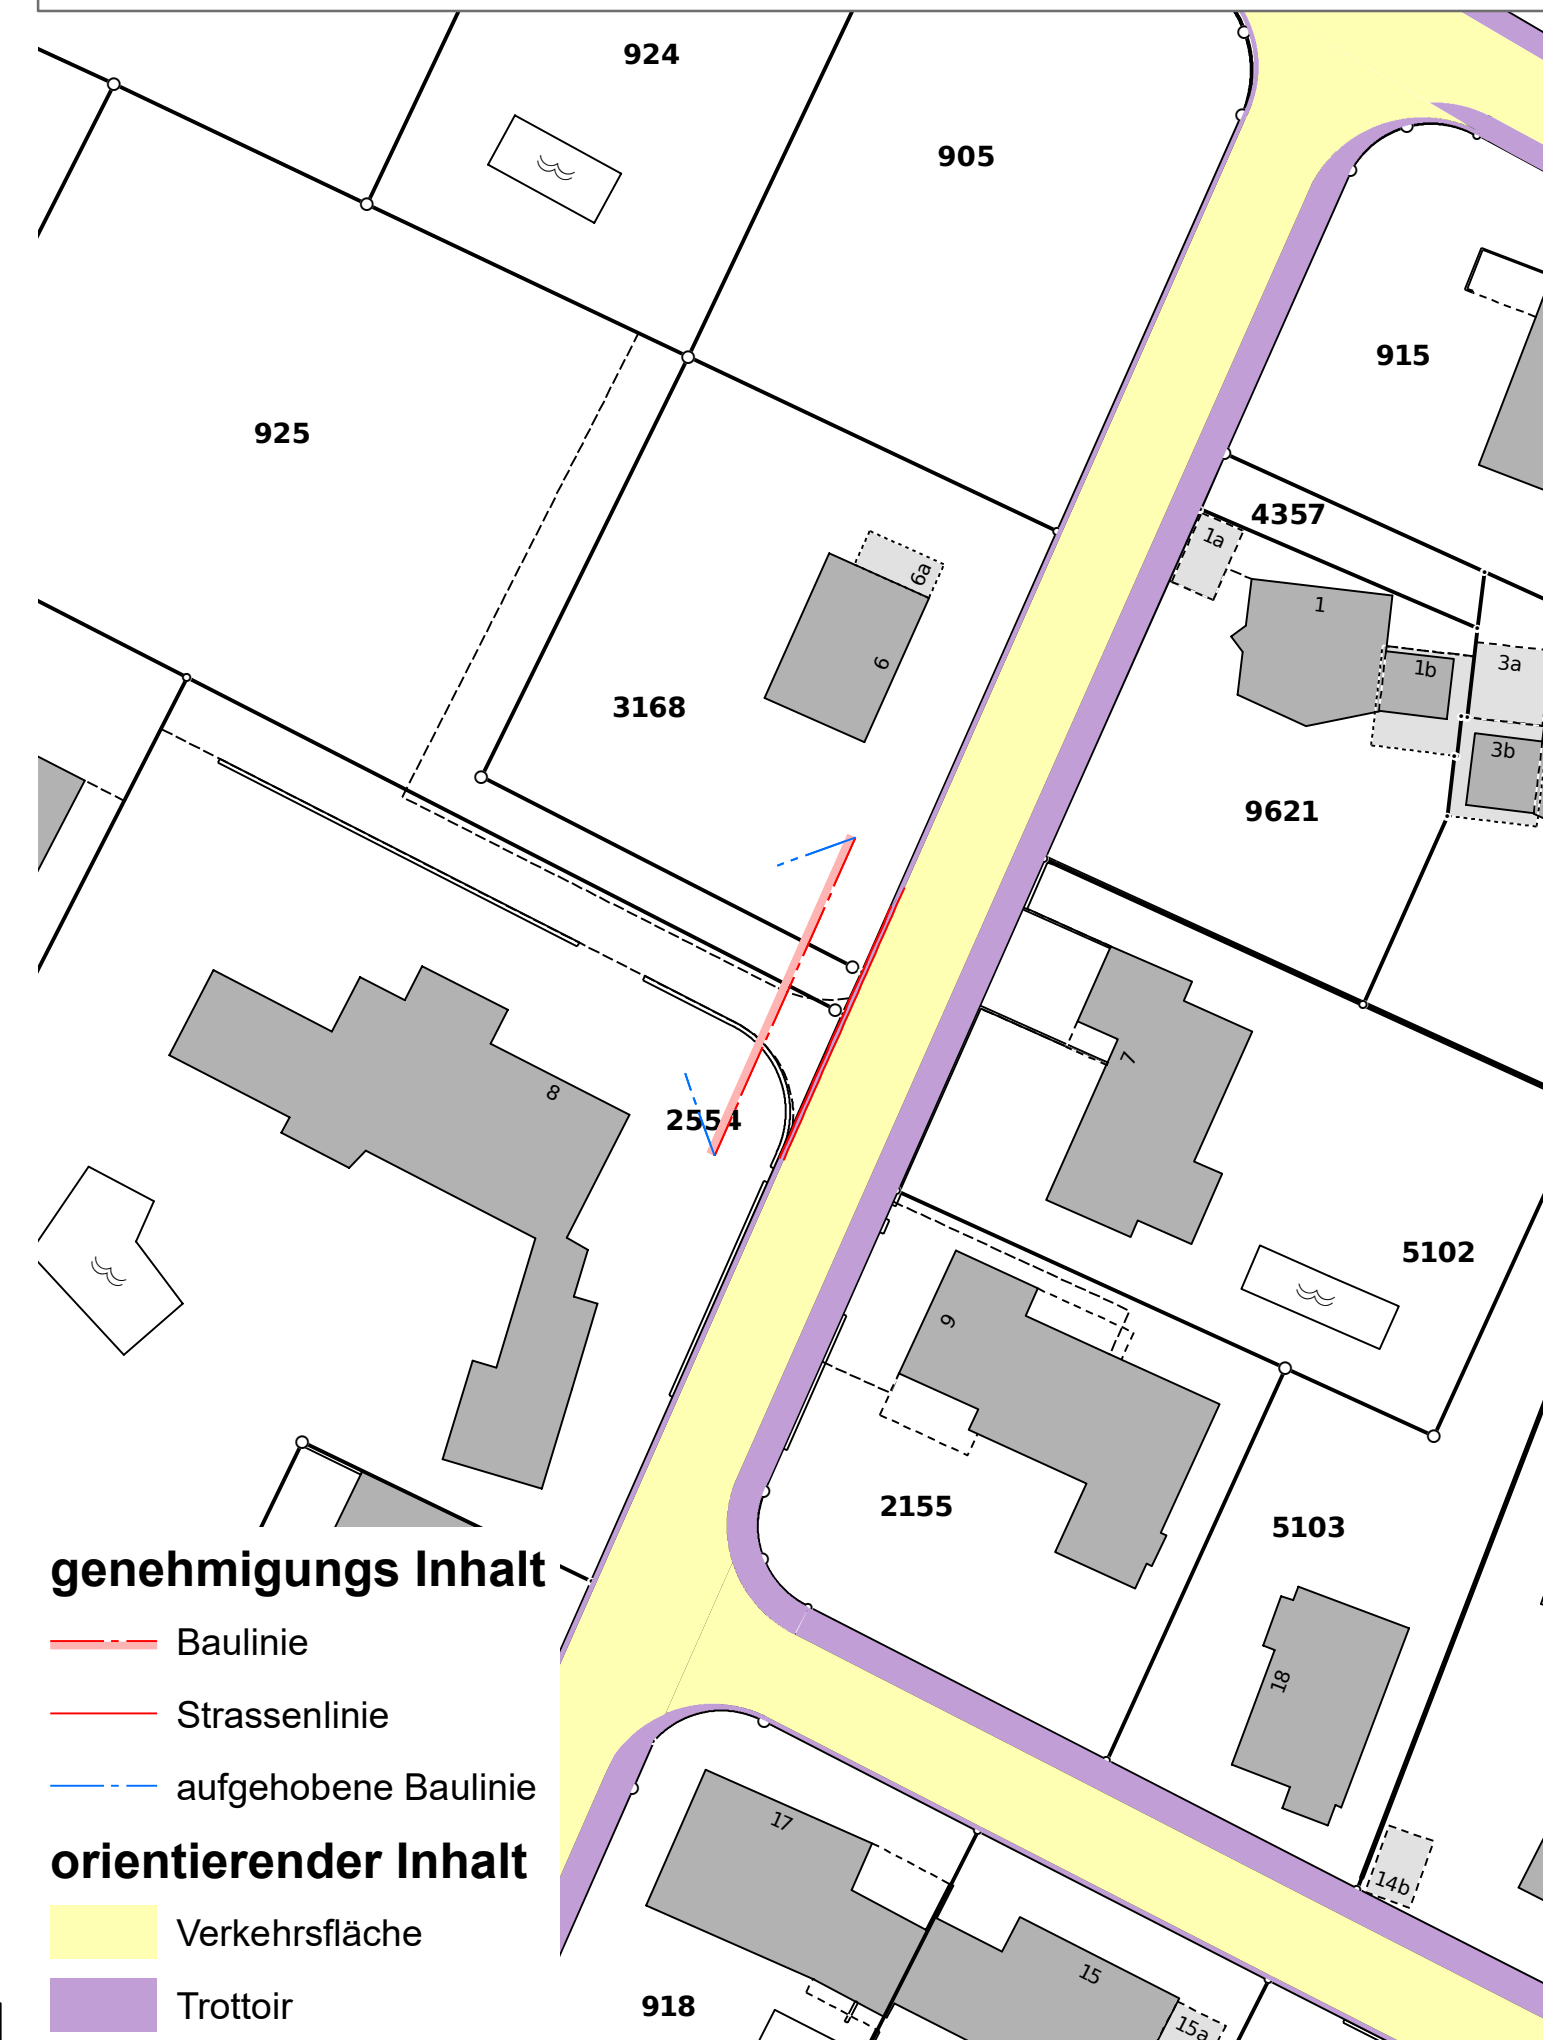 924
905
915
925
4357
1a
6a
1
6
1b
3a
3168
3b
9621
7
8
2554
5102
9
2155
5103
18
17
14b
15
918
15a
genehmigungs Inhalt
Baulinie
Strassenlinie
aufgehobene Baulinie
orientierender Inhalt
Verkehrsfläche
Trottoir